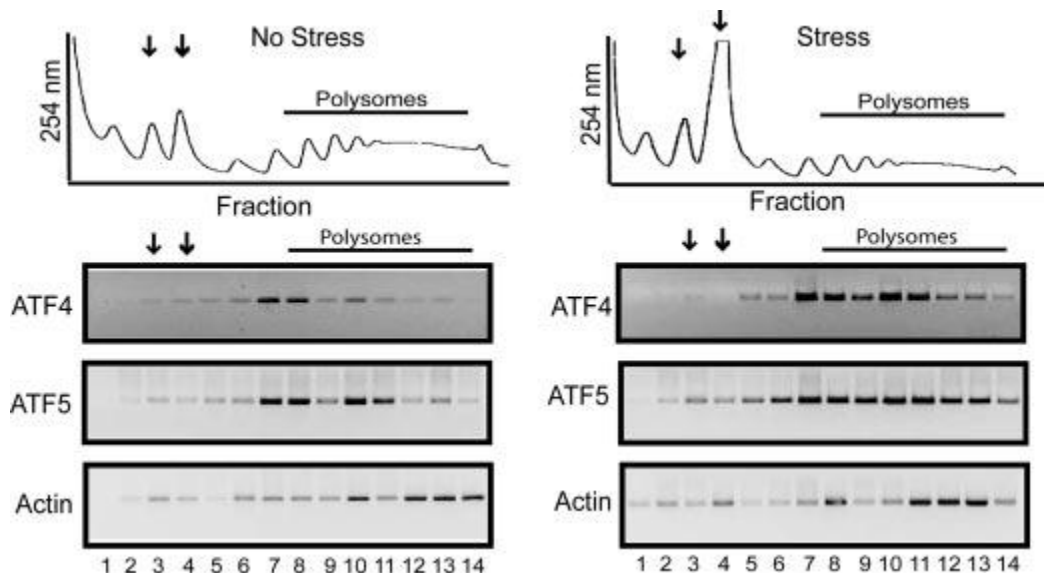 No Stress
254 nm
Polysomes
Fraction
Polysomes
ATF4
ATF5
Actin
1 2 3 4 5 6 7 8 9 10 11 12 13 14
Stress
254 nm
Polysomes
Fraction
Polysomes
ATF4
ATF5
Actin
1 2 3 4 5 6 7 8 9 10 11 12 13 14